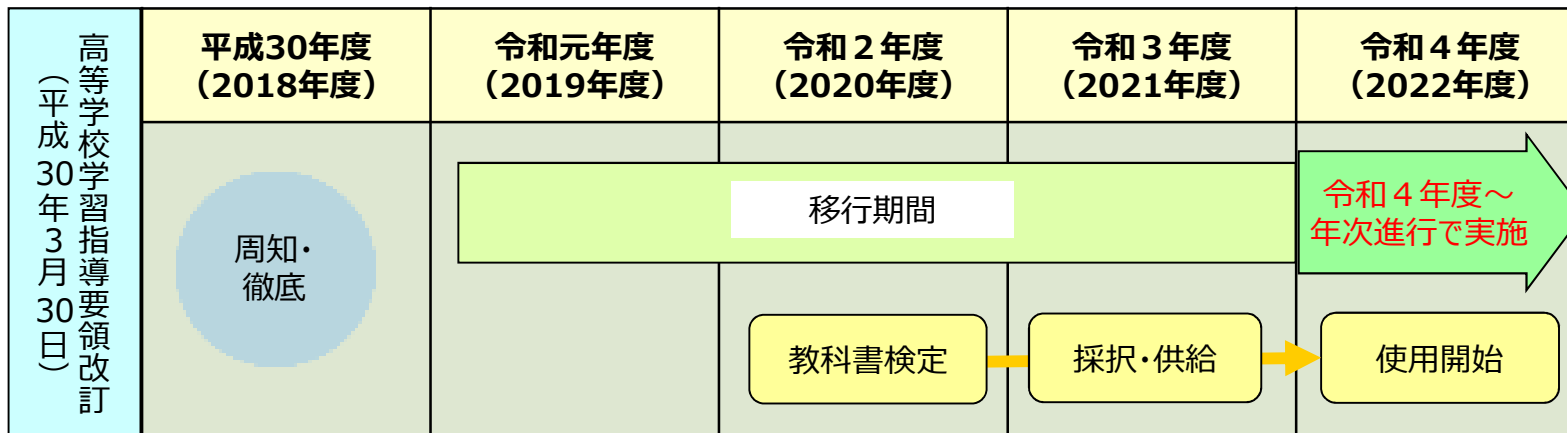 高等学校学習指導要領改訂
（平成30年３月30日）
平成30年度
（2018年度）
令和元年度
（2019年度）
令和２年度
（2020年度）
令和３年度
（2021年度）
令和４年度
（2022年度）
周知・
徹底
移行期間
令和４年度～
年次進行で実施
教科書検定
採択・供給
使用開始